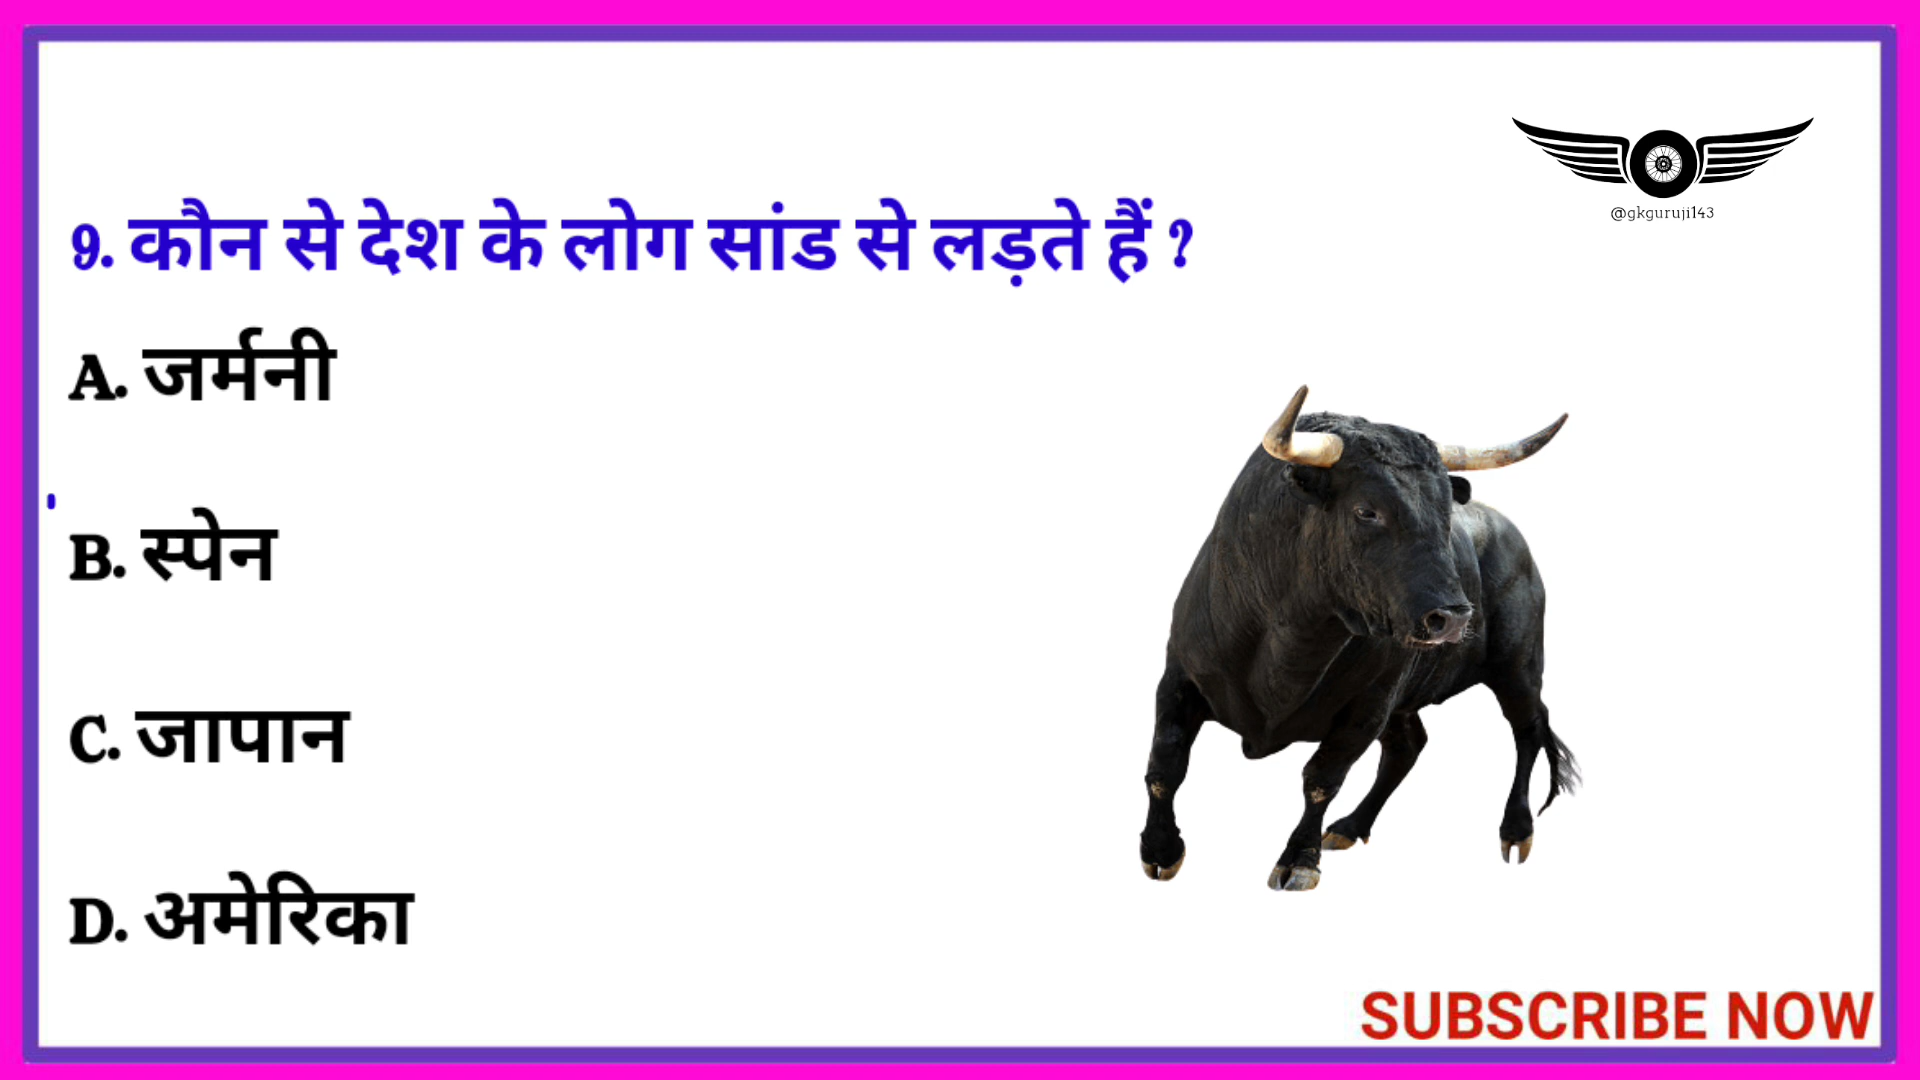 @gkguruji143
9. कौन से देश के लोग सांड से लड़ते हैं ?
A. जर्मनी
B. स्पेन
C. जापान
D. अमेरिका
SUBSCRIBE NOW